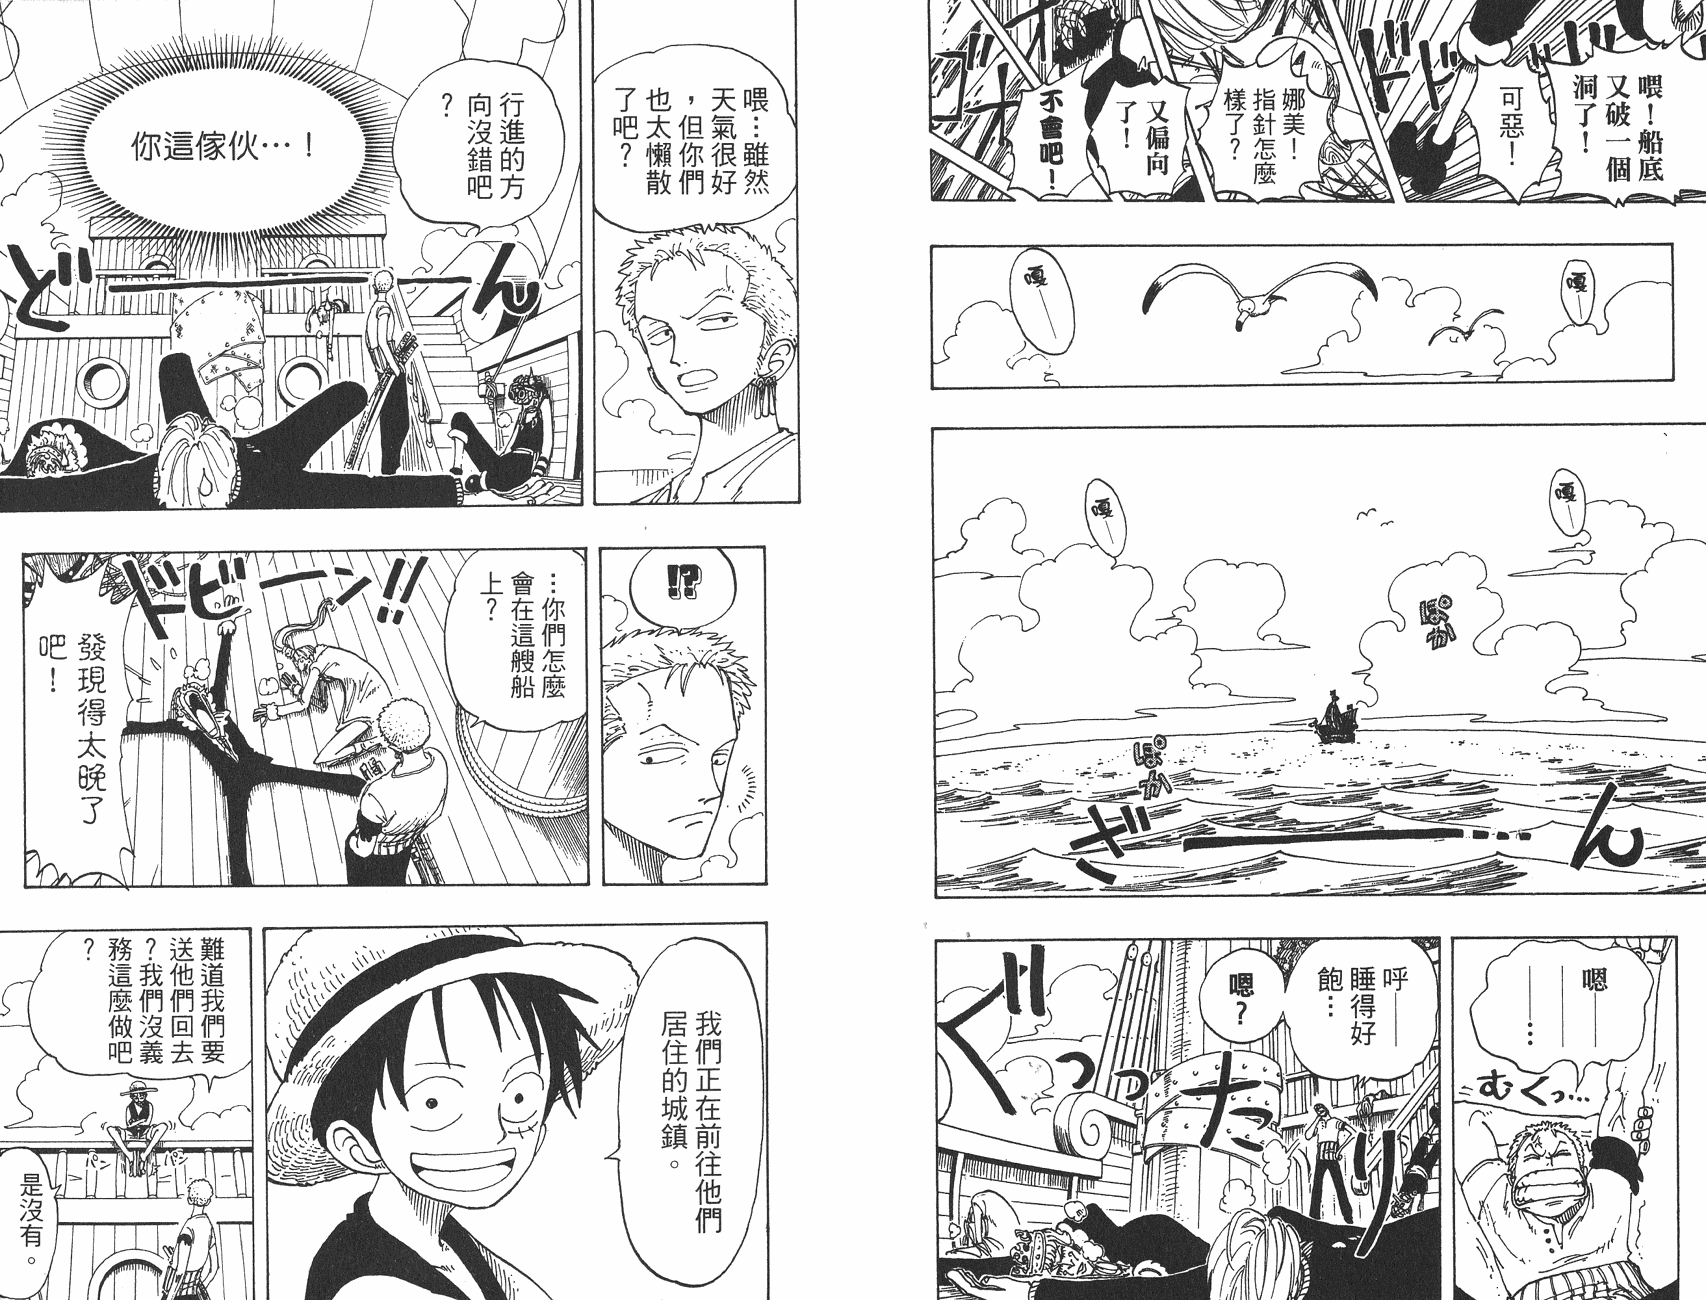 喂！船底
又破一個
洞了！
可惡！
娜美！
指針怎麼
樣了？
又偏向
了！
不會吧！
ドド
嘎
嘎
嘎
嘎
ぽか
ぽか
ざーん
嗯
⋯
むくっ…
呼
睡得好
飽⋯
嗯？
ぐっったり
喂⋯雖然
天氣很好
，但你們
也太懶散
了吧？
行進的方
向沒錯吧
？
你這傢伙⋯！
どーん
!?
⋯你們怎麼
會在這艘船
上？
ドドビーーン!!
發現得太晚了
吧！
我們正在前往他們
居住的城鎮。
難道我們要
送他們回去
？我們沒義
務這麼做吧
？
パン
パン
是沒有。